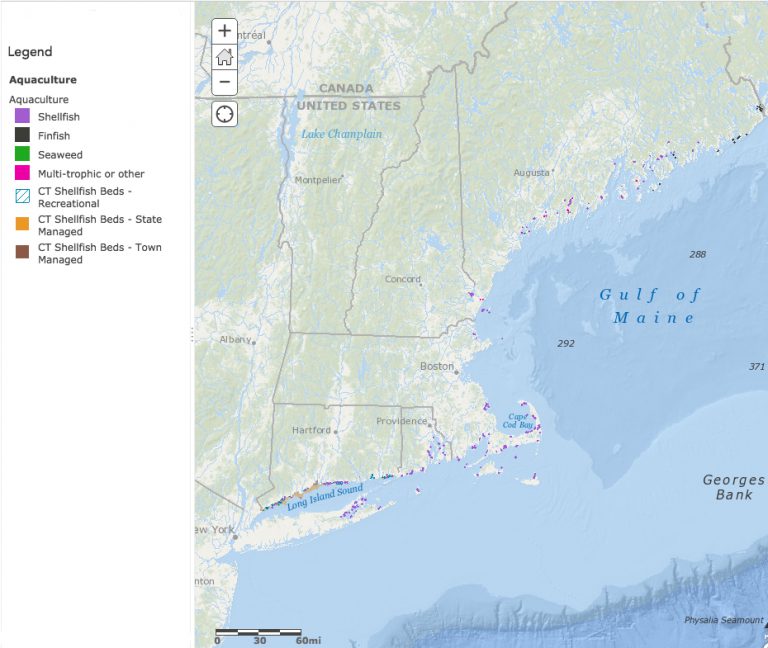 Legend
Aquaculture
Aquaculture
Shellfish
Finfish
Seaweed
Multi-trophic or other
CT Shellfish Beds -
Recreational
CT Shellfish Beds - State
Managed
CT Shellfish Beds - Town
Managed
+
−
ntréal
CANADA
UNITED STATES
Lake Champlain
Montpelier
Augusta
288
Gulf of
Maine
Concord
292
Albany
Boston
371
Cape
Cod Bay
Providence
Hartford
Georges
Bank
Long Island Sound
ew York
nton
Physalia Seamount
0 30 60mi